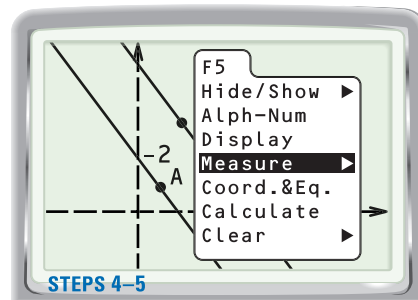 F5
Hide/Show ▶
Alph-Num
Display
Measure ▶
Coord.&Eq.
Calculate
Clear ▶
-2
A
STEPS 4–5